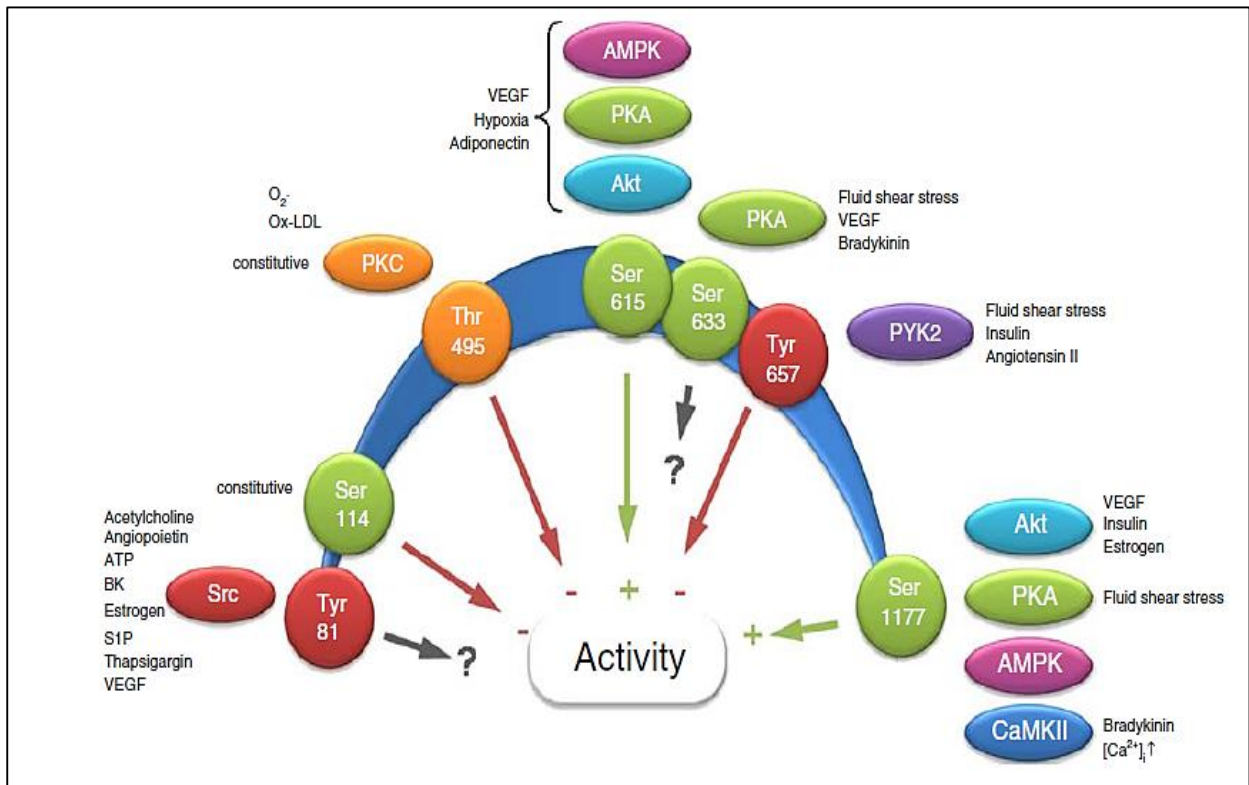 AMPK
VEGF
Hypoxia
Adiponectin
PKA
Akt
O₂⁻
Ox-LDL
constitutive
PKC
PKA
Fluid shear stress
VEGF
Bradykinin
Thr
495
Ser
615
Ser
633
Tyr
657
PYK2
Fluid shear stress
Insulin
Angiotensin II
?
constitutive
Ser
114
Acetylcholine
Angiopoietin
ATP
BK
Estrogen
S1P
Thapsigargin
VEGF
Src
Tyr
81
?
- + -
-
+
Activity
Ser
1177
Akt
VEGF
Insulin
Estrogen
PKA
Fluid shear stress
AMPK
CaMKII
Bradykinin
[Ca²⁺]ᵢ↑